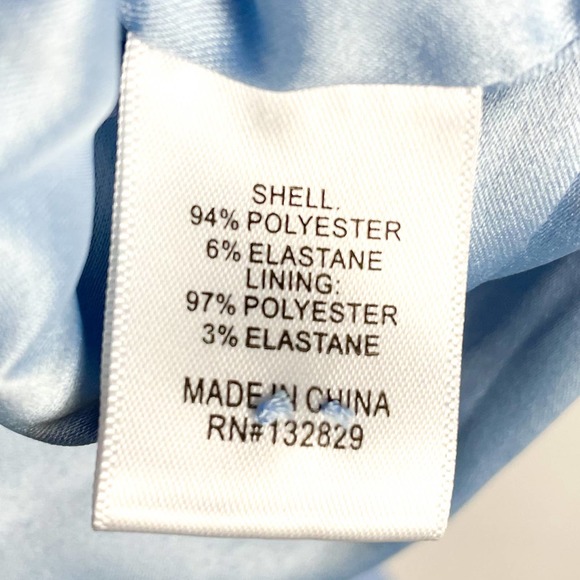 SHELL.
94% POLYESTER
6% ELASTANE
LINING:
97% POLYESTER
3% ELASTANE
MADE IN CHINA
RN#132829